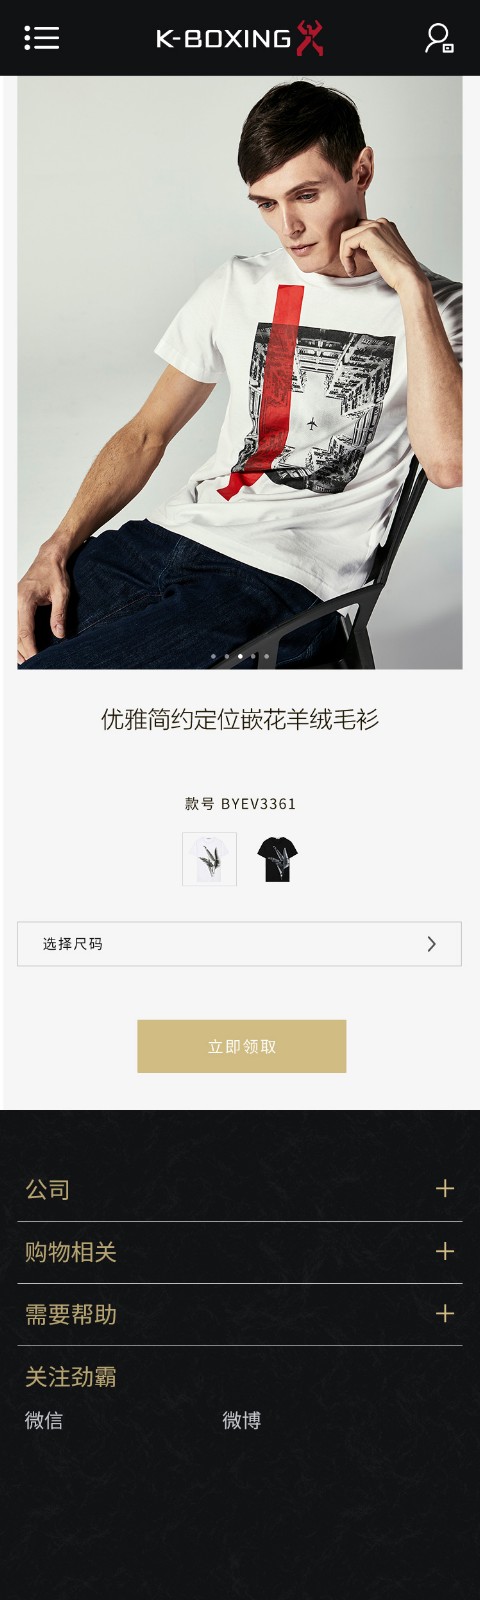 K-BOXING
优雅简约定位嵌花羊绒毛衫
款号 BYEV3361
选择尺码
立即领取
公司
购物相关
需要帮助
关注劲霸
微信
微博